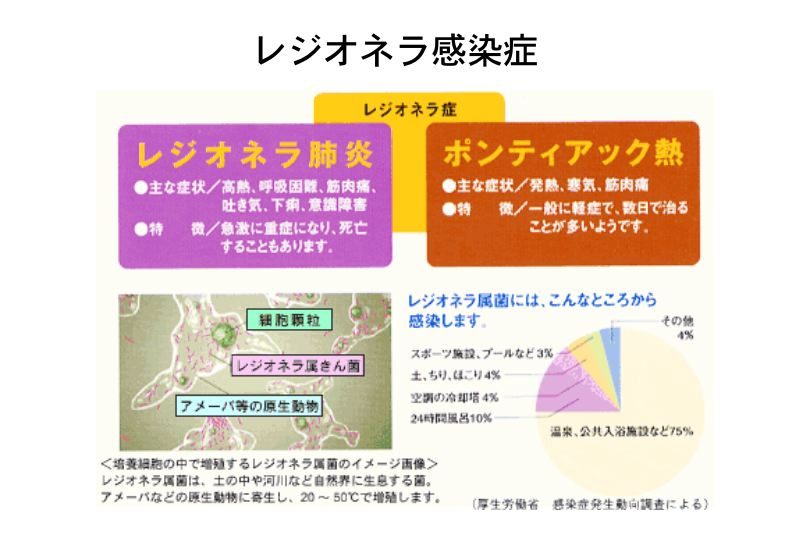 レジオネラ感染症
レジオネラ症
レジオネラ肺炎
●主な症状／高熱、呼吸困難、筋肉痛、
吐き気、下痢、意識障害
●特　徴／急激に重症になり、死亡
することもあります。
ポンティアック熱
●主な症状／発熱、寒気、筋肉痛
●特　徴／一般に軽症で、数日で治る
ことが多いようです。
細胞顆粒
レジオネラ属きん菌
アメーバ等の原生動物
＜培養細胞の中で増殖するレジオネラ属菌のイメージ画像＞
レジオネラ属菌は、土の中や河川など自然界に生息する菌。
アメーバなどの原生動物に寄生し、20～50℃で増殖します。
レジオネラ属菌には、こんなところから
感染します。
その他
4%
スポーツ施設、プールなど3%
土、ちり、ほこり4%
空調の冷却塔4%
24時間風呂10%
温泉、公共入浴施設など75%
（厚生労働省　感染症発生動向調査による）